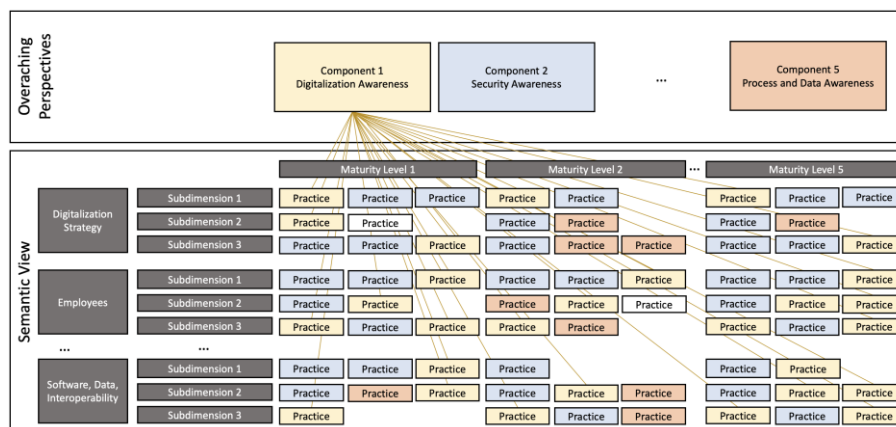 Overaching
Perspectives
Component 1
Digitalization Awareness
Component 2
Security Awareness
...
Component 5
Process and Data Awareness
Semantic View
Maturity Level 1
Maturity Level 2
...
Maturity Level 5
Digitalization
Strategy
Subdimension 1
Practice Practice Practice Practice Practice Practice Practice Practice
Subdimension 2
Practice Practice Practice Practice Practice Practice
Subdimension 3
Practice Practice Practice Practice Practice Practice Practice Practice Practice
Employees
Subdimension 1
Practice Practice Practice Practice Practice Practice Practice Practice Practice
Subdimension 2
Practice Practice Practice Practice Practice Practice Practice Practice
Subdimension 3
Practice Practice Practice Practice Practice Practice Practice Practice
... ...
Software, Data,
Interoperability
Subdimension 1
Practice Practice Practice Practice Practice Practice
Subdimension 2
Practice Practice Practice Practice Practice Practice Practice Practice Practice
Subdimension 3
Practice Practice Practice Practice Practice Practice Practice